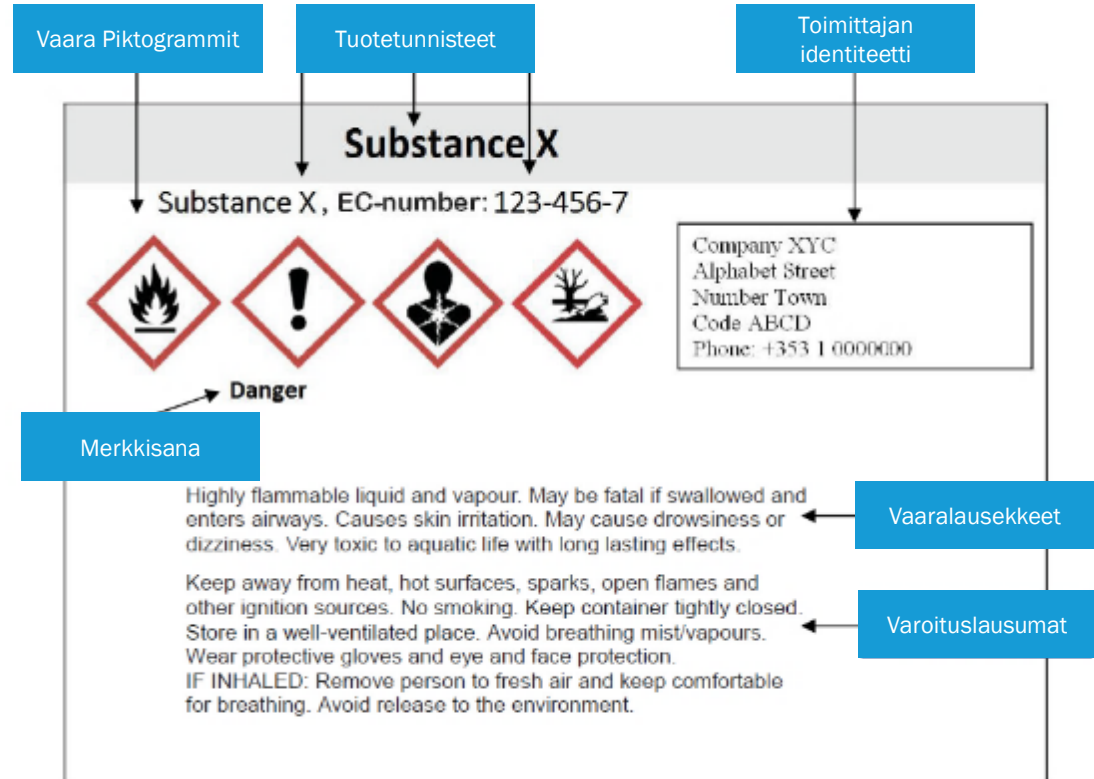 Vaara Piktogrammit
Tuotetunnisteet
Toimittajan
identiteetti
Substance X
Substance X, EC-number: 123-456-7
Company XYC
Alphabet Street
Number Town
Code ABCD
Phone: +353 1 0000000
Danger
Merkkisana
Highly flammable liquid and vapour. May be fatal if swallowed and
enters airways. Causes skin irritation. May cause drowsiness or
dizziness. Very toxic to aquatic life with long lasting effects.
Vaaralausekkeet
Keep away from heat, hot surfaces, sparks, open flames and
other ignition sources. No smoking. Keep container tightly closed.
Store in a well-ventilated place. Avoid breathing mist/vapours.
Wear protective gloves and eye and face protection.
IF INHALED: Remove person to fresh air and keep comfortable
for breathing. Avoid release to the environment.
Varoituslausumat